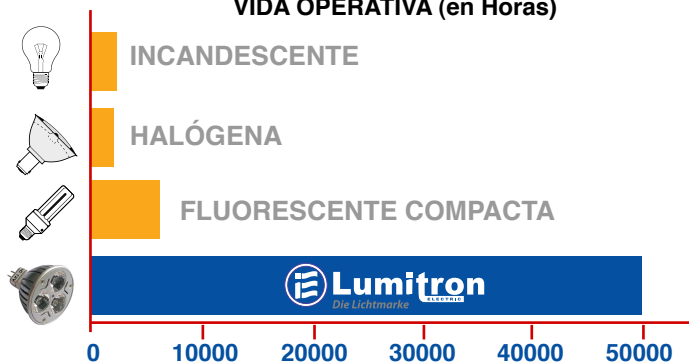 VIDA OPERATIVA (en Horas)
INCANDESCENTE
HALÓGENA
FLUORESCENTE COMPACTA
E Lumitron
ELECTRIC
Die Lichtmarke
0 10000 20000 30000 40000 50000